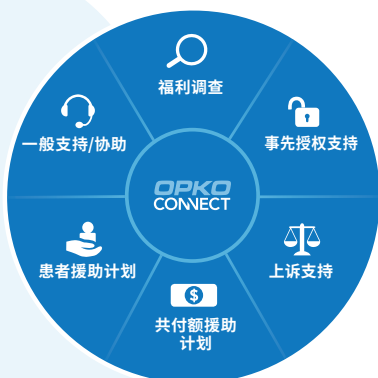 福利调查
一般支持/协助
事先授权支持
OPKO
CONNECT
患者援助计划
上诉支持
$
共付额援助
计划